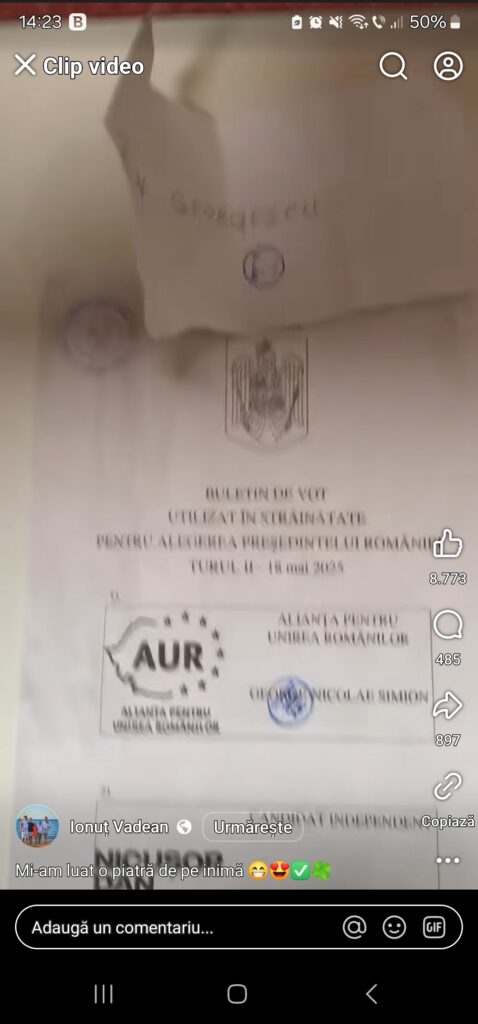 14:23 B 50%
Clip video
Georgescu
BULETIN DE VOT
UTILIZAT ÎN STRĂINĂTATE
PENTRU ALEGEREA PREȘEDINTELUI ROMÂNIEI
TURUL II - 18 mai 2025
AUR
ALIANȚA PENTRU
UNIREA ROMÂNILOR
ALIANȚA PENTRU
UNIREA ROMÂNILOR
GEORGE NICOLAE SIMION
8.773
485
897
Copiază
CANDIDAT INDEPENDENT
NICUȘOR
DAN
Ionuț Vadean
Urmărește
Mi-am luat o piatră de pe inimă 😁😍✅🍀
Adaugă un comentariu...
GIF